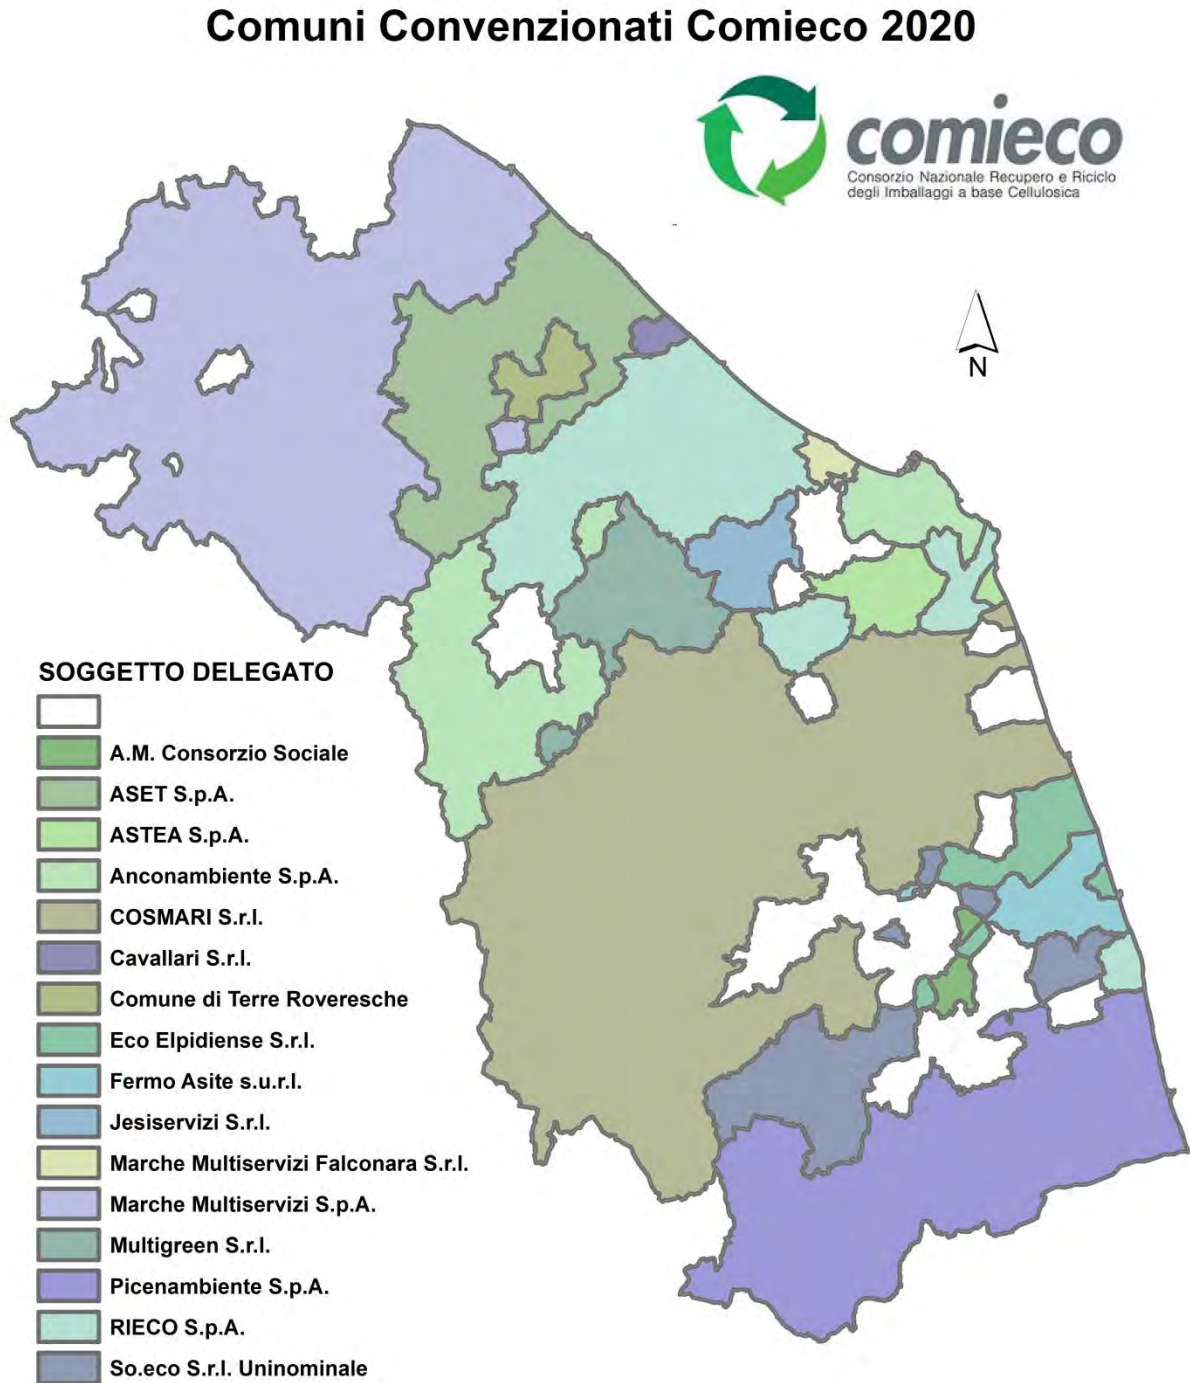 Comuni Convenzionati Comieco 2020
comieco
Consorzio Nazionale Recupero e Riciclo
degli Imballaggi a base Cellulosica
N
SOGGETTO DELEGATO
A.M. Consorzio Sociale
ASET S.p.A.
ASTEA S.p.A.
Anconambiente S.p.A.
COSMARI S.r.l.
Cavallari S.r.l.
Comune di Terre Roveresche
Eco Elpidiense S.r.l.
Fermo Asite s.u.r.l.
Jesiservizi S.r.l.
Marche Multiservizi Falconara S.r.l.
Marche Multiservizi S.p.A.
Multigreen S.r.l.
Picenambiente S.p.A.
RIECO S.p.A.
So.eco S.r.l. Uninominale